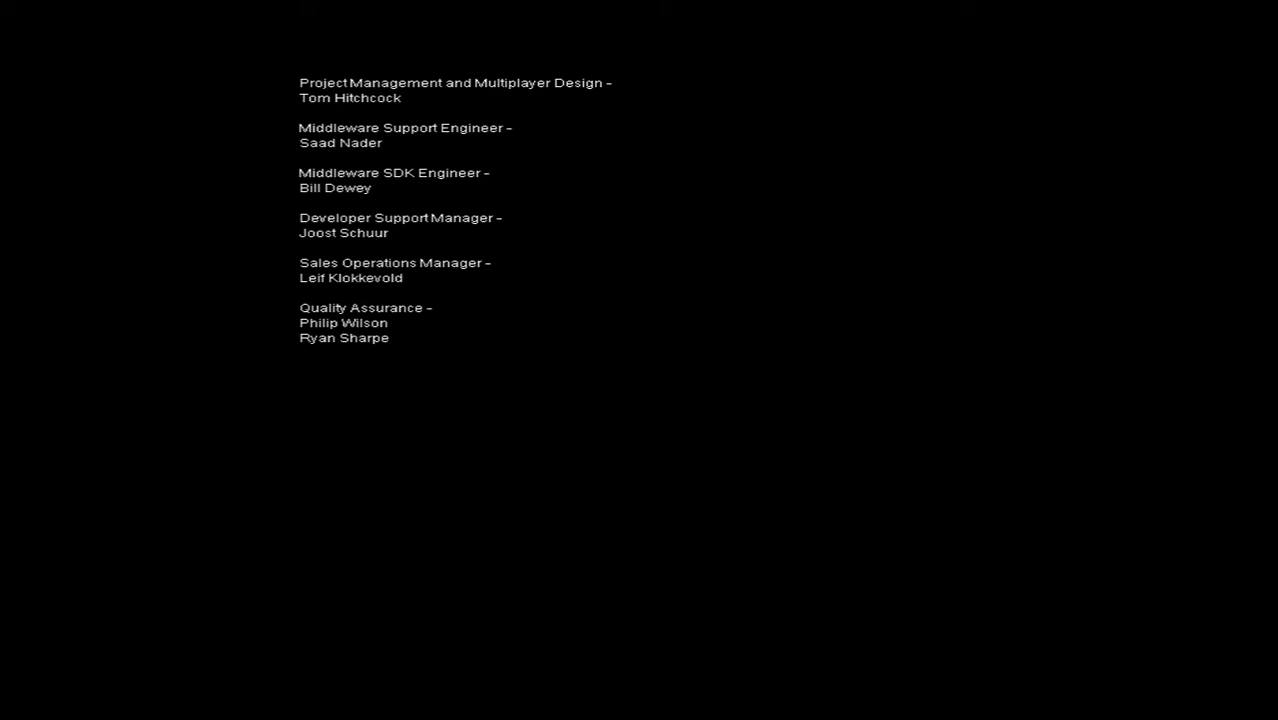 Project Management and Multiplayer Design -
Tom Hitchcock
Middleware Support Engineer -
Saad Nader
Middleware SDK Engineer -
Bill Dewey
Developer Support Manager -
Joost Schuur
Sales Operations Manager -
Leif Klokkevold
Quality Assurance -
Philip Wilson
Ryan Sharpe